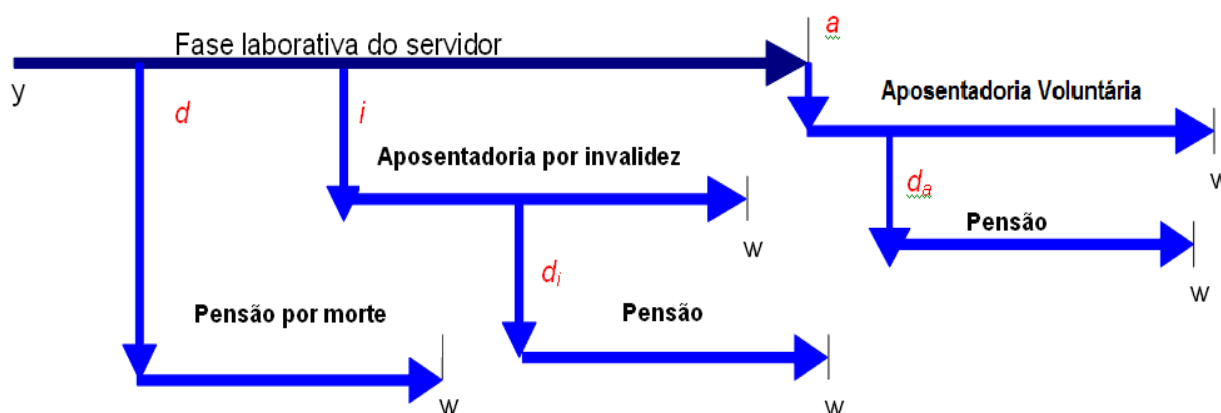 a
Fase laborativa do servidor
y
d
i
Aposentadoria Voluntária
w
Aposentadoria por invalidez
w
dₐ
Pensão
w
dᵢ
Pensão por morte
w
Pensão
w